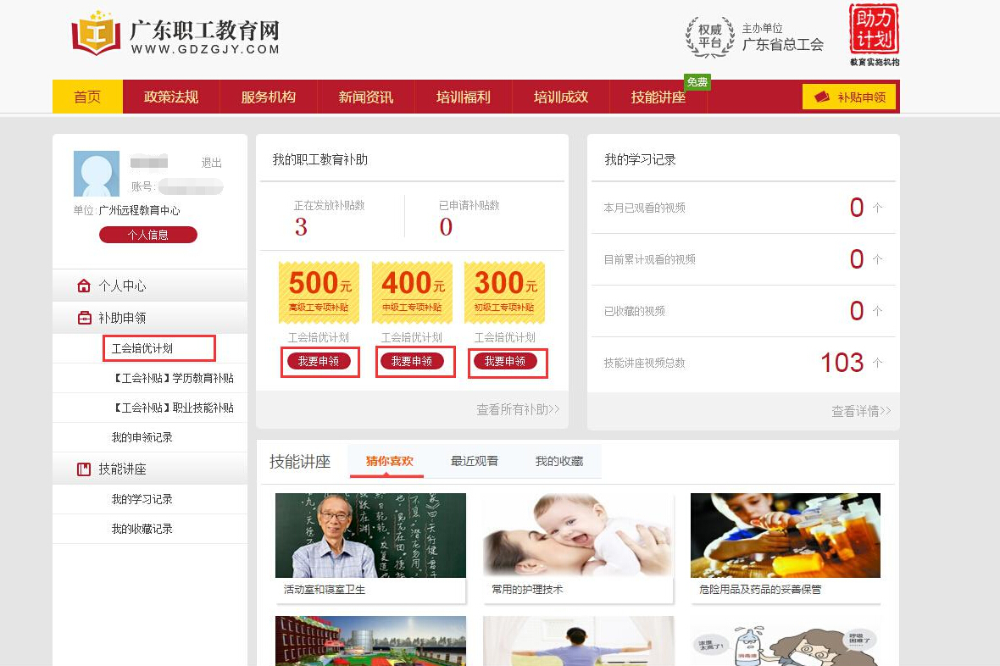 广东职工教育网
WWW.GDZGJY.COM
权威
平台
主办单位
广东省总工会
助力
计划
教育实施机构
首页
政策法规
服务机构
新闻资讯
培训福利
培训成效
技能讲座
免费
补贴申领
退出
账号:
单位:广州远程教育中心
个人信息
个人中心
补助申领
工会培优计划
【工会补贴】学历教育补贴
【工会补贴】职业技能补贴
我的申领记录
技能讲座
我的学习记录
我的收藏记录
我的职工教育补助
正在发放补贴数
3
已申请补贴数
0
500元
高级工专项补贴
工会培优计划
我要申领
400元
中级工专项补贴
工会培优计划
我要申领
300元
初级工专项补贴
工会培优计划
我要申领
查看所有补助>>
我的学习记录
本月已观看的视频 0 个
目前累计观看的视频 0 个
已收藏的视频 0 个
技能讲座视频总数 103 个
查看详情>>
技能讲座
猜你喜欢
最近观看
我的收藏
活动室和寝室卫生
常用的护理技术
危险用品及药品的妥善保管
浓度
太高了!
消毒液
呼吸
困难了